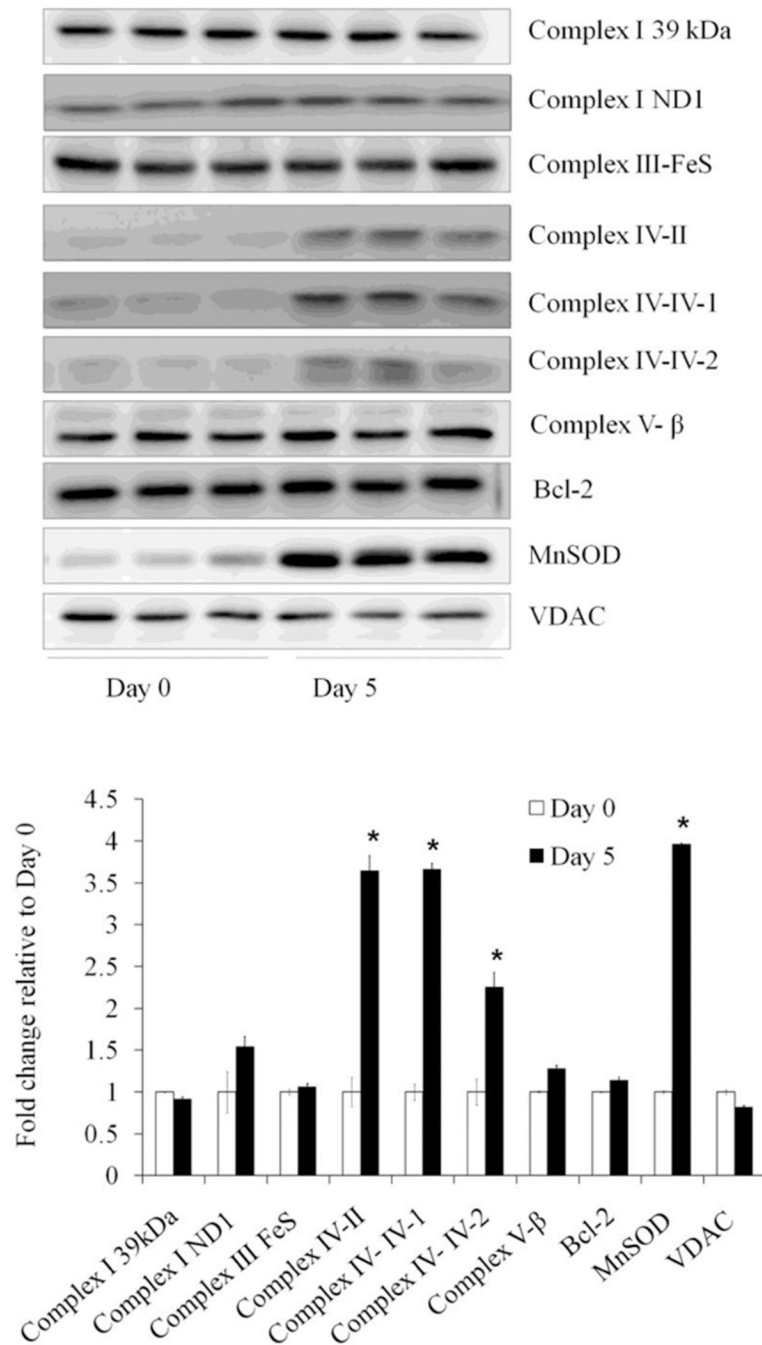 Complex I 39 kDa
Complex I ND1
Complex III-FeS
Complex IV-II
Complex IV-IV-1
Complex IV-IV-2
Complex V- β
Bcl-2
MnSOD
VDAC
Day 0 Day 5
Fold change relative to Day 0
4.5
4
3.5
3
2.5
2
1.5
1
0.5
0
Day 0
Day 5
*
*
*
*
Complex I 39kDa
Complex I ND1
Complex III FeS
Complex IV-II
Complex IV- IV-1
Complex IV- IV-2
Complex V-β
Bcl-2
MnSOD
VDAC